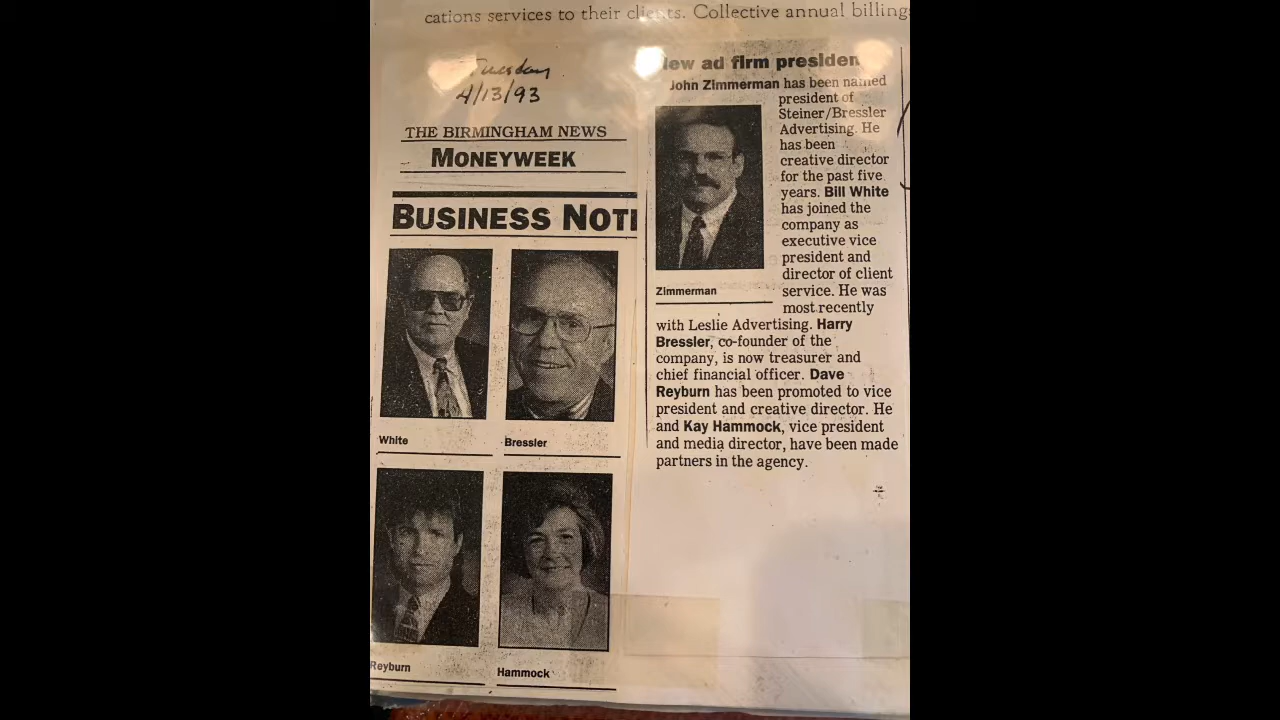 cations services to their clients. Collective annual billing
Tuesday
4/13/93
THE BIRMINGHAM NEWS
MONEYWEEK
BUSINESS NOTE
White
Bressler
Reyburn
Hammock
New ad firm presiden
John Zimmerman has been named
president of
Steiner/Bressler
Advertising. He
has been
creative director
for the past five
years. Bill White
has joined the
company as
executive vice
president and
director of client
service. He was
most recently
Zimmerman
with Leslie Advertising. Harry
Bressler, co-founder of the
company, is now treasurer and
chief financial officer. Dave
Reyburn has been promoted to vice
president and creative director. He
and Kay Hammock, vice president
and media director, have been made
partners in the agency.